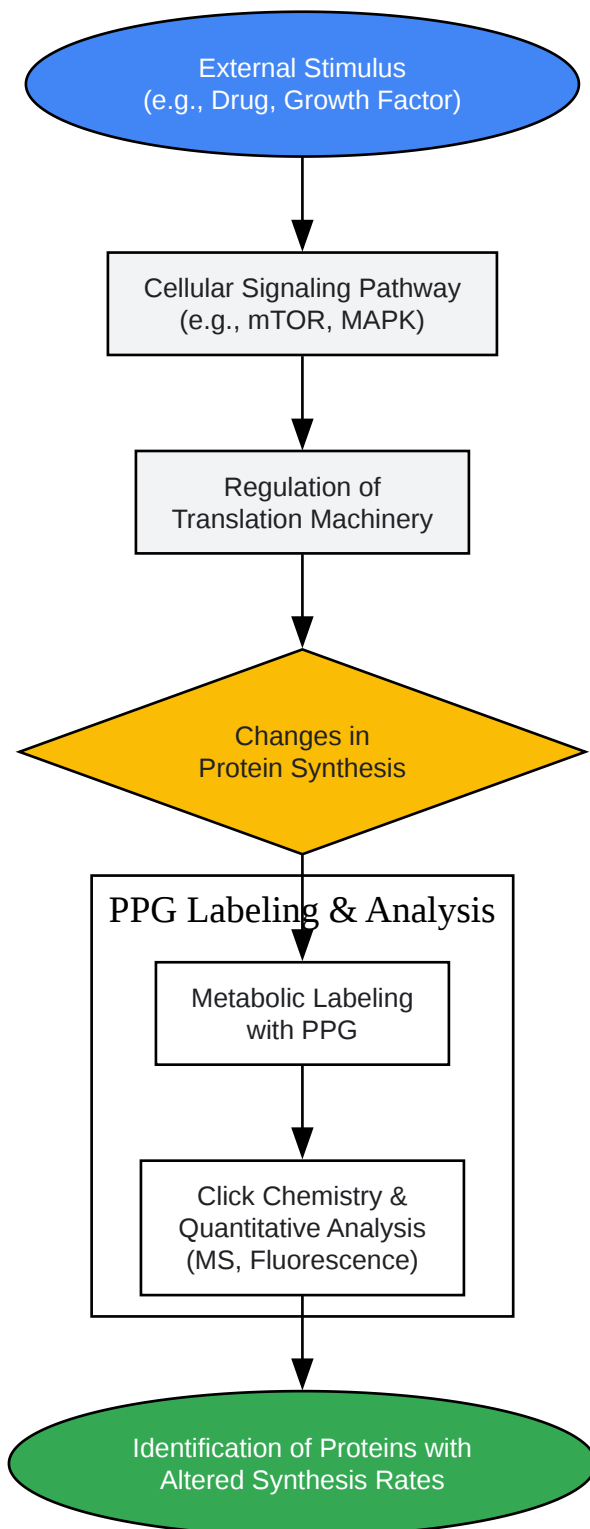 External Stimulus
(e.g., Drug, Growth Factor)
Cellular Signaling Pathway
(e.g., mTOR, MAPK)
Regulation of
Translation Machinery
Changes in
Protein Synthesis
PPG Labeling & Analysis
Metabolic Labeling
with PPG
Click Chemistry &
Quantitative Analysis
(MS, Fluorescence)
Identification of Proteins with
Altered Synthesis Rates